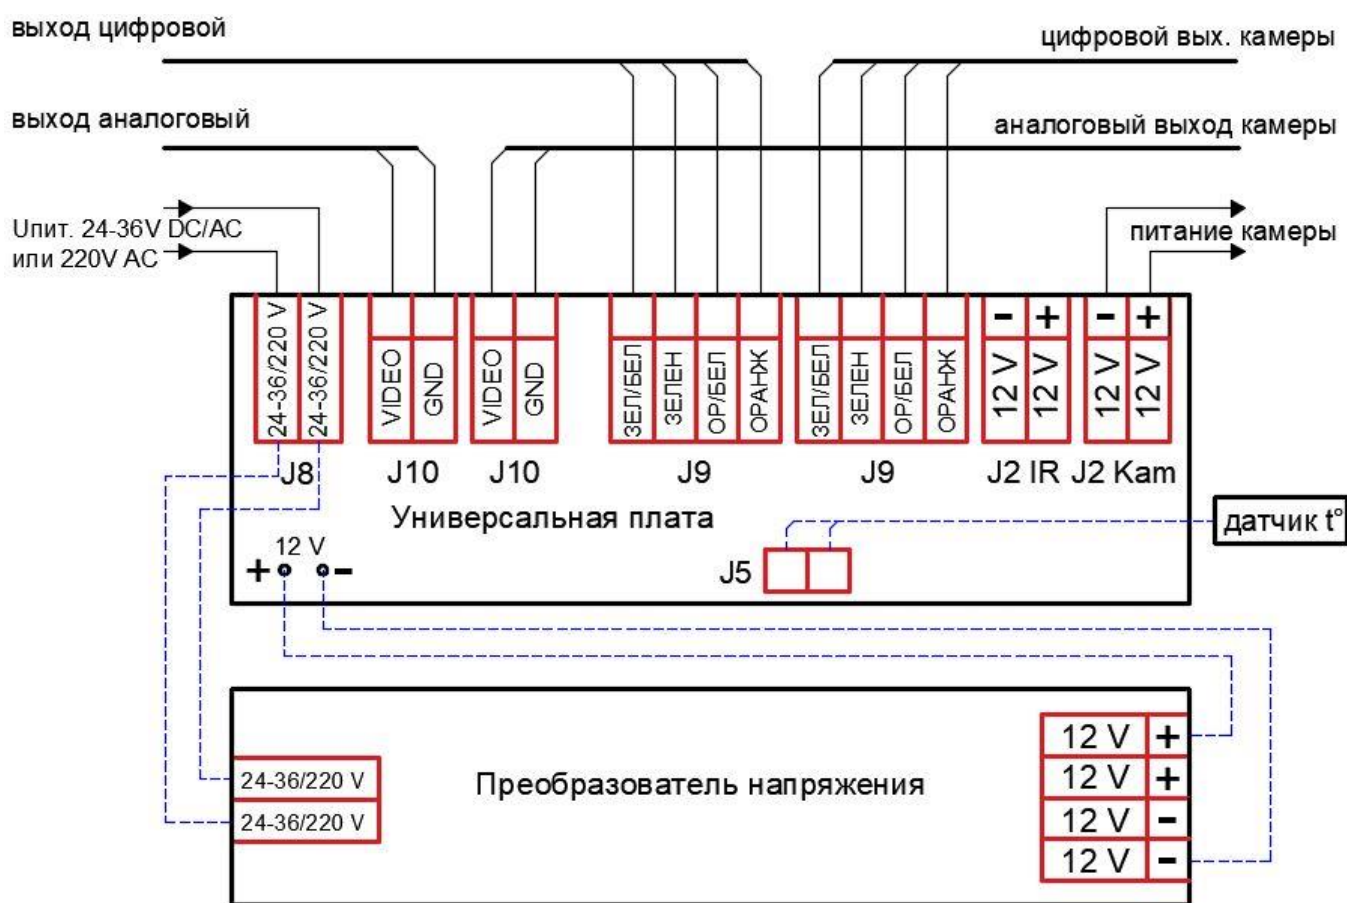 выход цифровой
цифровой вых. камеры
выход аналоговый
аналоговый выход камеры
Uпит. 24-36V DC/AC
или 220V AC
питание камеры
24-36/220 V
24-36/220 V
VIDEO
GND
VIDEO
GND
ЗЕЛ/БЕЛ
ЗЕЛЕН
ОР/БЕЛ
ОРАНЖ
ЗЕЛ/БЕЛ
ЗЕЛЕН
ОР/БЕЛ
ОРАНЖ
- + - +
12 V
12 V
12 V
12 V
J8 J10 J10 J9 J9 J2 IR J2 Kam
Универсальная плата
датчик t°
12 V
+ -
J5
12 V +
12 V +
12 V -
12 V -
24-36/220 V
24-36/220 V
Преобразователь напряжения